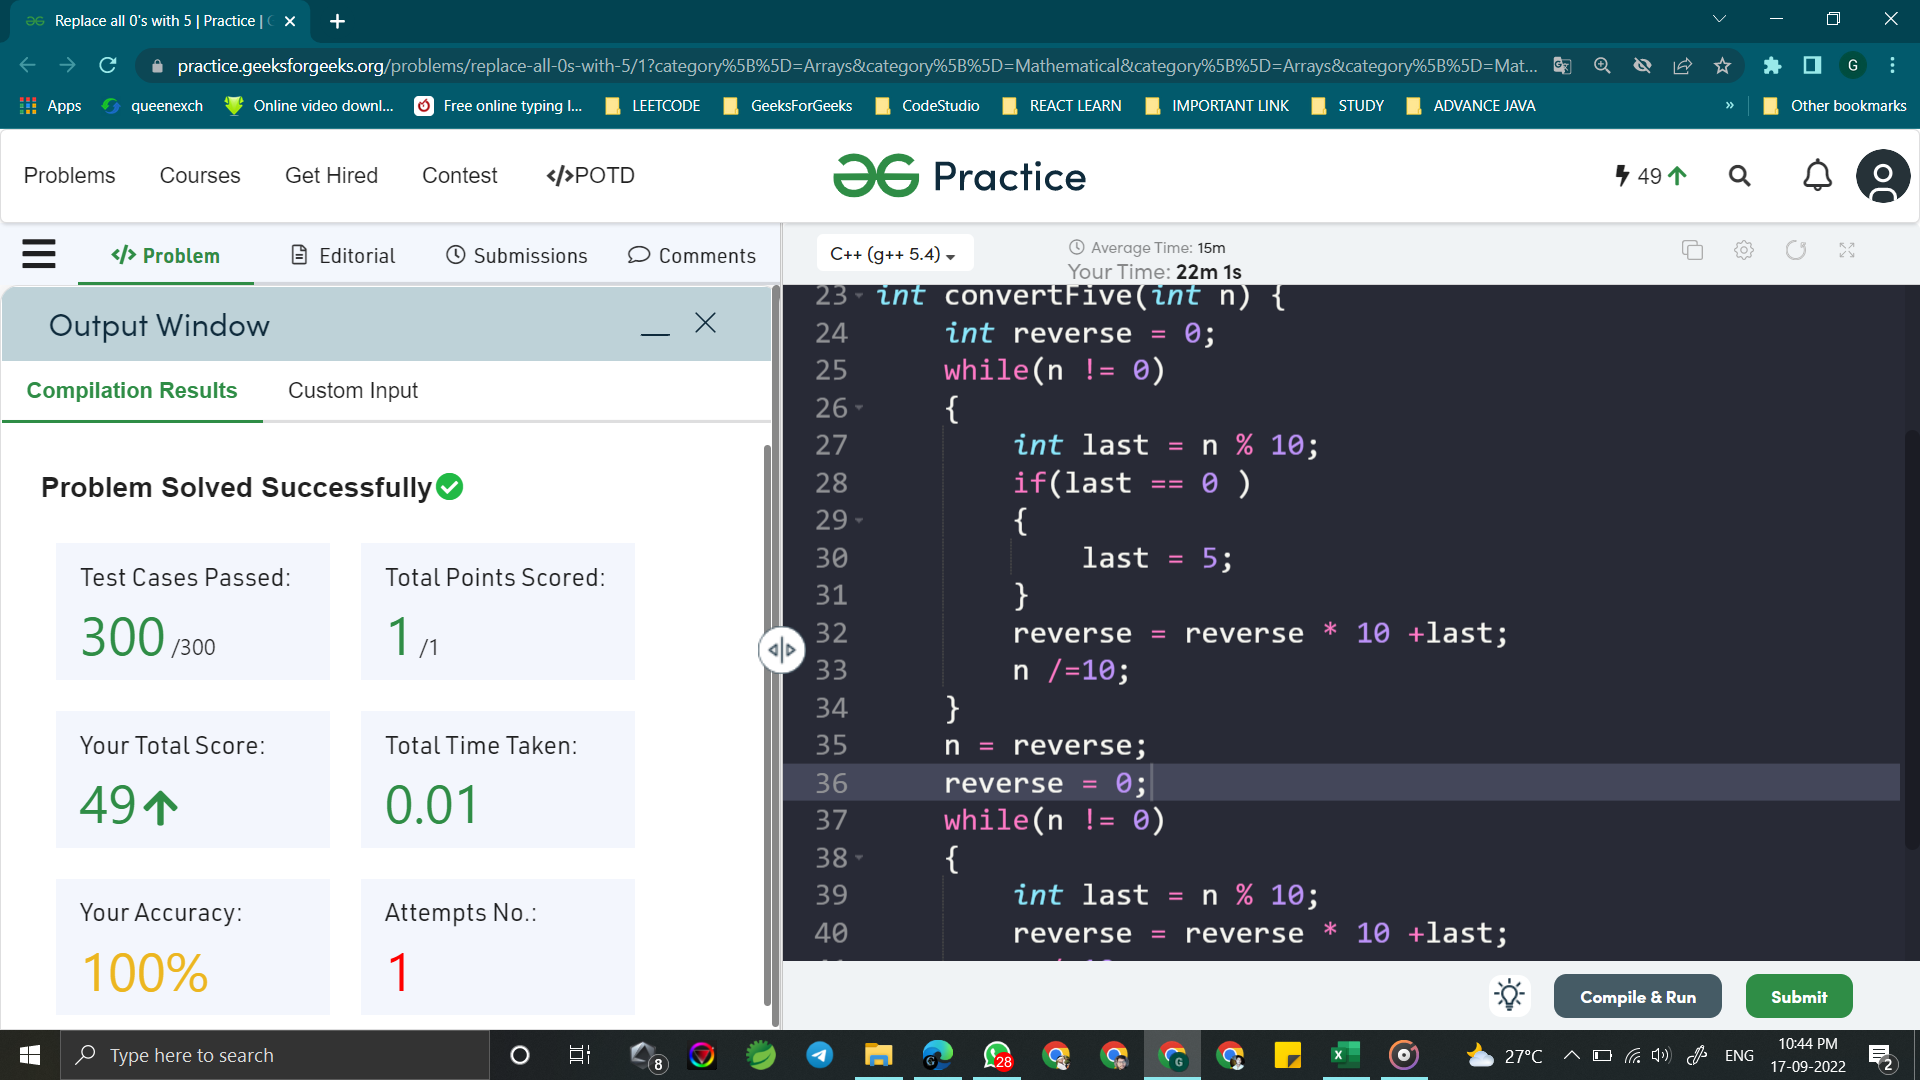 Replace all 0's with 5 | Practice |
practice.geeksforgeeks.org/problems/replace-all-0s-with-5/1?category%5B%5D=Arrays&category%5B%5D=Mathematical&category%5B%5D=Arrays&category%5B%5D=Mat...
G
Apps queenexch Online video downl... Free online typing l... LEETCODE GeeksForGeeks CodeStudio REACT LEARN IMPORTANT LINK STUDY ADVANCE JAVA » Other bookmarks
Problems Courses Get Hired Contest </>POTD Practice 49
</> Problem Editorial Submissions Comments
C++ (g++ 5.4)
Average Time: 15m
Your Time: 22m 1s
Output Window
Compilation Results Custom Input
Problem Solved Successfully
Test Cases Passed:
300 /300
Total Points Scored:
1 /1
Your Total Score:
49
Total Time Taken:
0.01
Your Accuracy:
100%
Attempts No.:
1
23 int convertFive(int n) {
24 int reverse = 0;
25 while(n != 0)
26 {
27 int last = n % 10;
28 if(last == 0 )
29 {
30 last = 5;
31 }
32 reverse = reverse * 10 +last;
33 n /=10;
34 }
35 n = reverse;
36 reverse = 0;
37 while(n != 0)
38 {
39 int last = n % 10;
40 reverse = reverse * 10 +last;
Compile & Run Submit
Type here to search
8
28
27°C
ENG
10:44 PM
17-09-2022
2